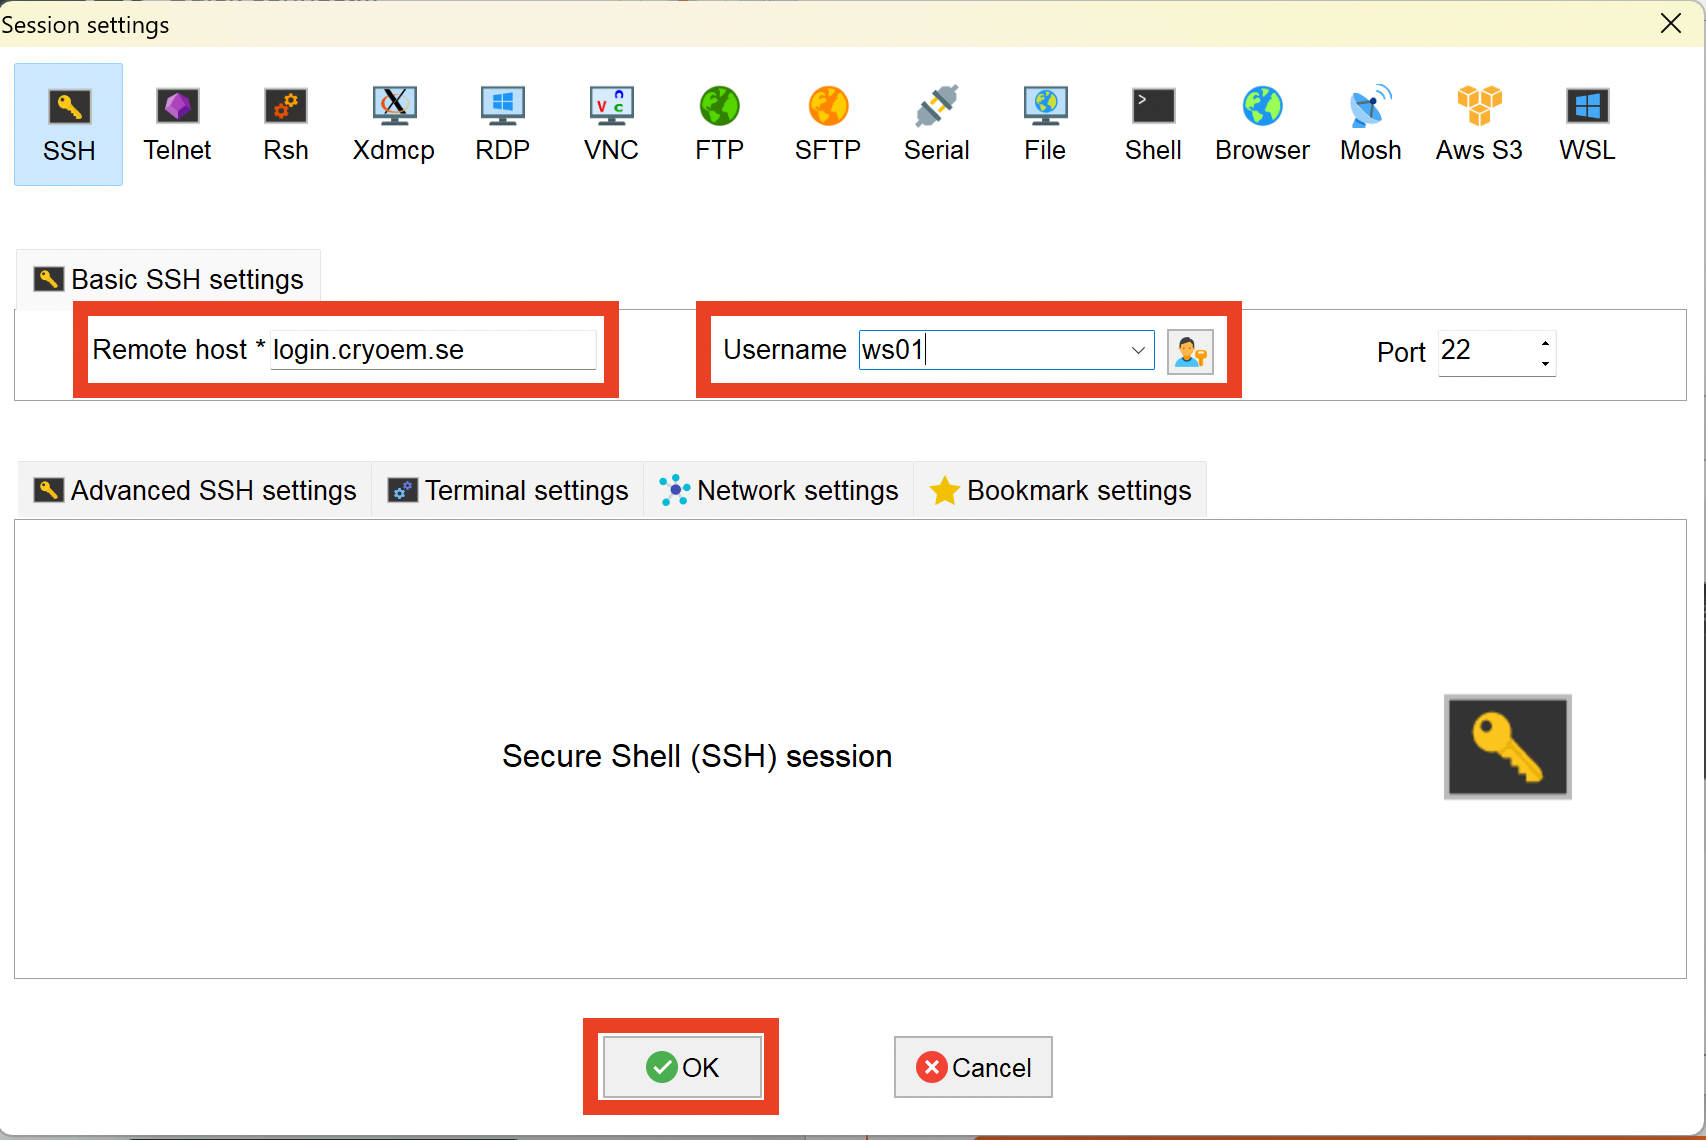 Session settings
SSH Telnet Rsh Xdmcp RDP VNC FTP SFTP Serial File Shell Browser Mosh Aws S3 WSL
Basic SSH settings
Remote host * login.cryoem.se Username ws01 Port 22
Advanced SSH settings Terminal settings Network settings Bookmark settings
Secure Shell (SSH) session
OK Cancel